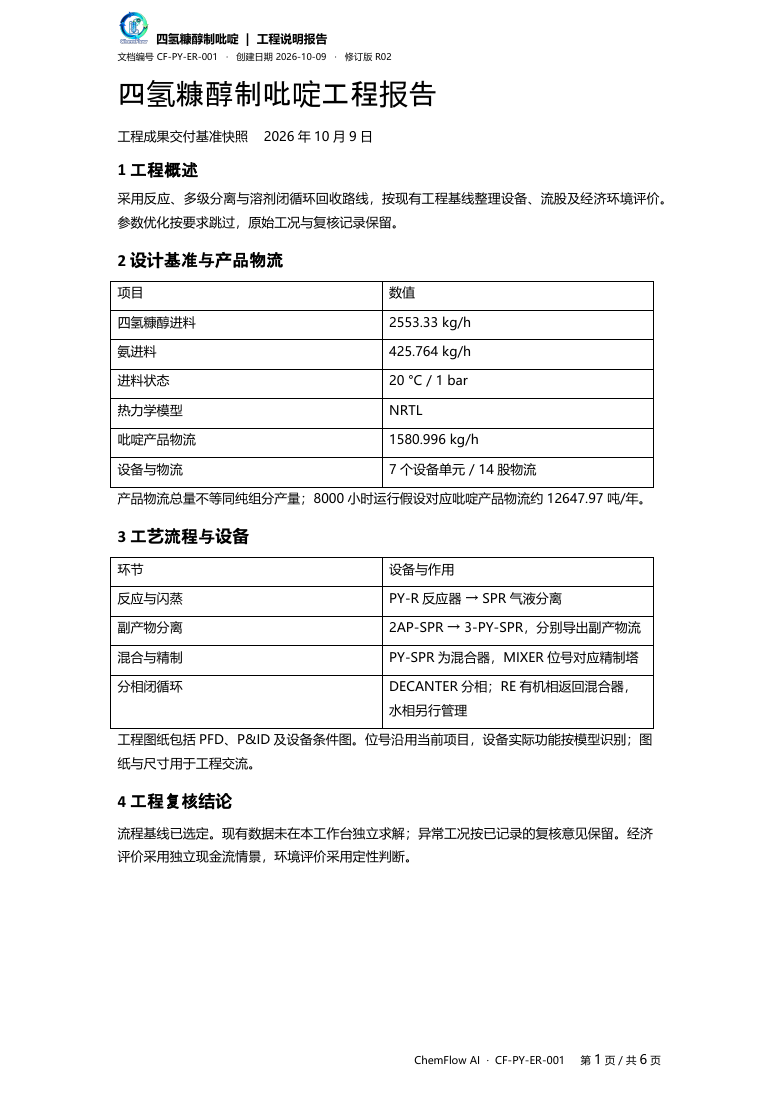 四氢糠醇制吡啶 | 工程说明报告
文档编号 CF-PY-ER-001 · 创建日期 2026-10-09 · 修订版 R02
四氢糠醇制吡啶工程报告
工程成果交付基准快照 2026 年 10 月 9 日
1 工程概述
采用反应、多级分离与溶剂闭循环回收路线，按现有工程基线整理设备、流股及经济环境评价。
参数优化按要求跳过，原始工况与复核记录保留。
2 设计基准与产品物流
项目 数值
四氢糠醇进料 2553.33 kg/h
氨进料 425.764 kg/h
进料状态 20 °C / 1 bar
热力学模型 NRTL
吡啶产品物流 1580.996 kg/h
设备与物流 7 个设备单元 / 14 股物流
产品物流总量不等同纯组分产量；8000 小时运行假设对应吡啶产品物流约 12647.97 吨/年。
3 工艺流程与设备
环节 设备与作用
反应与闪蒸 PY-R 反应器 → SPR 气液分离
副产物分离 2AP-SPR → 3-PY-SPR，分别导出副产物流
混合与精制 PY-SPR 为混合器，MIXER 位号对应精制塔
分相闭循环 DECANTER 分相；RE 有机相返回混合器，
水相另行管理
工程图纸包括 PFD、P&ID 及设备条件图。位号沿用当前项目，设备实际功能按模型识别；图
纸与尺寸用于工程交流。
4 工程复核结论
流程基线已选定。现有数据未在本工作台独立求解；异常工况按已记录的复核意见保留。经济
评价采用独立现金流情景，环境评价采用定性判断。
ChemFlow AI · CF-PY-ER-001 第 1 页 / 共 6 页